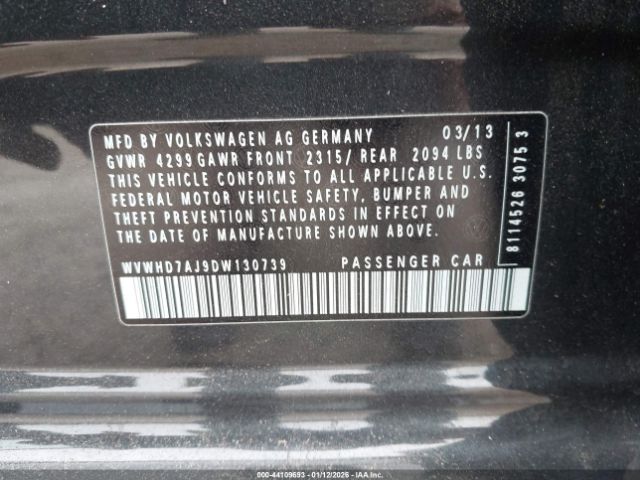 MFD BY VOLKSWAGEN AG GERMANY 03/13
GVWR 4299 GAWR FRONT 2315/ REAR 2094 LBS
THIS VEHICLE CONFORMS TO ALL APPLICABLE U.S.
FEDERAL MOTOR VEHICLE SAFETY, BUMPER AND
THEFT PREVENTION STANDARDS IN EFFECT ON
THE DATE OF MANUFACTURE SHOWN ABOVE.
WVWHD7AJ9DW130739 PASSENGER CAR
8114526 3075 3
000-44109693 - 01/12/2026 - IAAI.COM